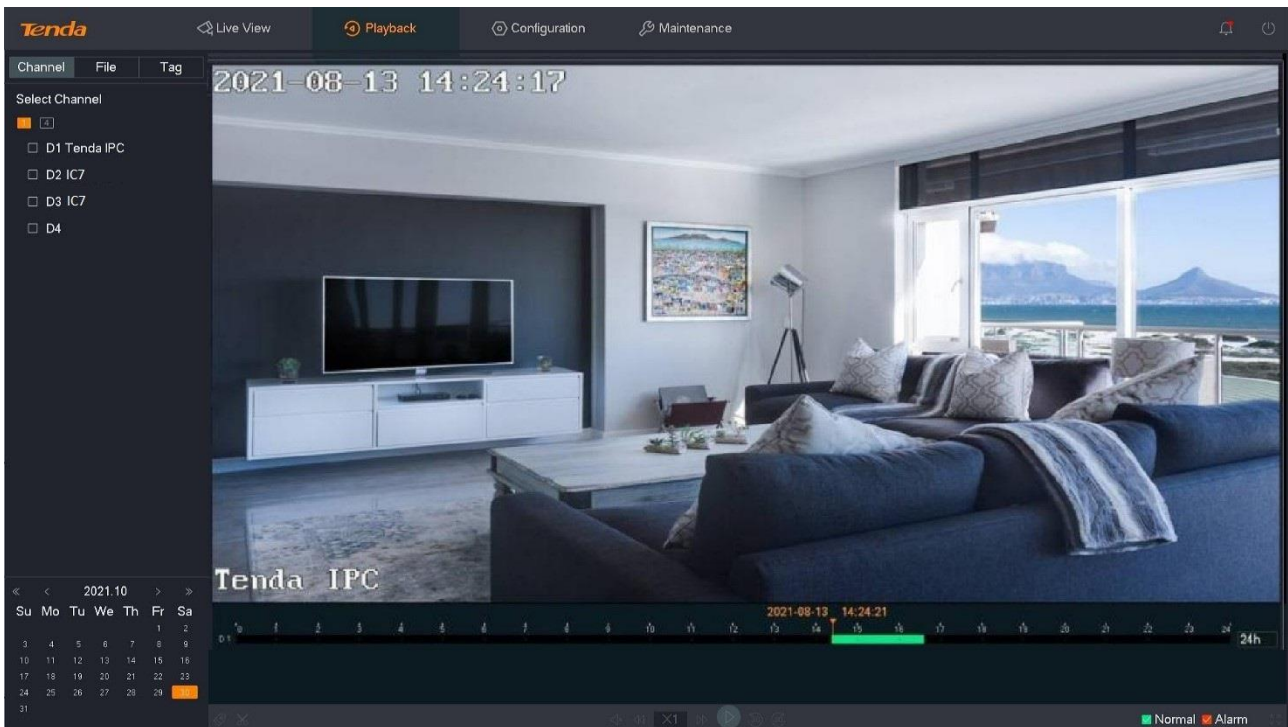 Tenda Live View Playback Configuration Maintenance
Channel File Tag
Select Channel
1 4
D1 Tenda IPC
D2 IC7
D3 IC7
D4
2021-08-13 14:24:17
Tenda IPC
« < 2021.10 > »
Su Mo Tu We Th Fr Sa
1 2
3 4 5 6 7 8 9
10 11 12 13 14 15 16
17 18 19 20 21 22 23
24 25 26 27 28 29 30
31
2021-08-13 14:24:21
0 1 2 3 4 5 6 7 8 9 10 11 12 13 14 15 16 17 18 19 20 21 22 23 24
D1
24h
X1
Normal Alarm